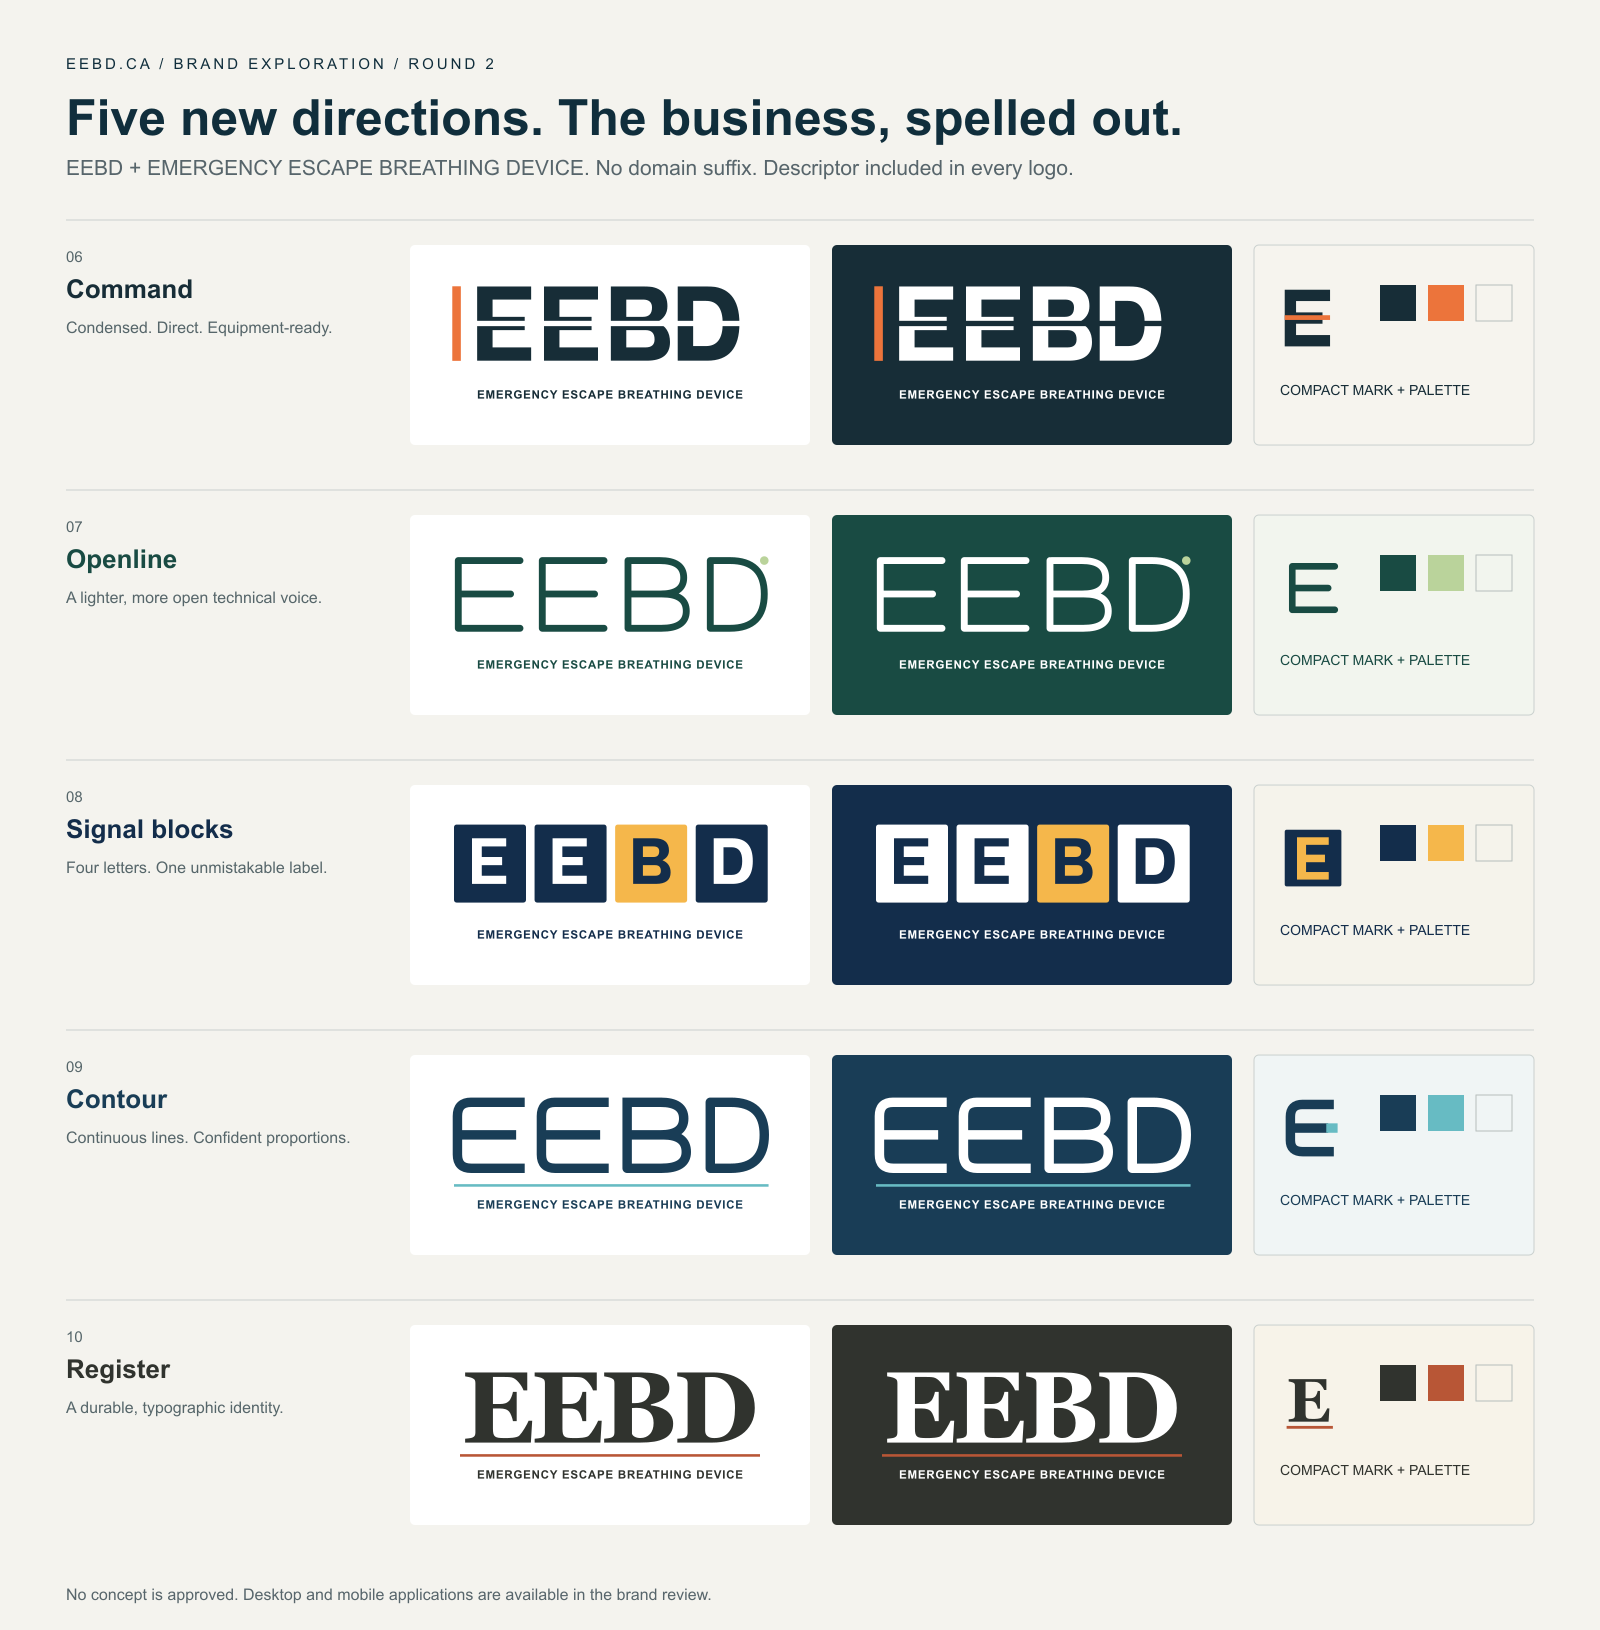 EEBD.CA / BRAND EXPLORATION / ROUND 2
Five new directions. The business, spelled out.
EEBD + EMERGENCY ESCAPE BREATHING DEVICE. No domain suffix. Descriptor included in every logo.
06
Command
Condensed. Direct. Equipment-ready.
EEBD
EMERGENCY ESCAPE BREATHING DEVICE
EEBD
EMERGENCY ESCAPE BREATHING DEVICE
E
COMPACT MARK + PALETTE
07
Openline
A lighter, more open technical voice.
EEBD
EMERGENCY ESCAPE BREATHING DEVICE
EEBD
EMERGENCY ESCAPE BREATHING DEVICE
E
COMPACT MARK + PALETTE
08
Signal blocks
Four letters. One unmistakable label.
EEBD
EMERGENCY ESCAPE BREATHING DEVICE
EEBD
EMERGENCY ESCAPE BREATHING DEVICE
E
COMPACT MARK + PALETTE
09
Contour
Continuous lines. Confident proportions.
EEBD
EMERGENCY ESCAPE BREATHING DEVICE
EEBD
EMERGENCY ESCAPE BREATHING DEVICE
E
COMPACT MARK + PALETTE
10
Register
A durable, typographic identity.
EEBD
EMERGENCY ESCAPE BREATHING DEVICE
EEBD
EMERGENCY ESCAPE BREATHING DEVICE
E
COMPACT MARK + PALETTE
No concept is approved. Desktop and mobile applications are available in the brand review.